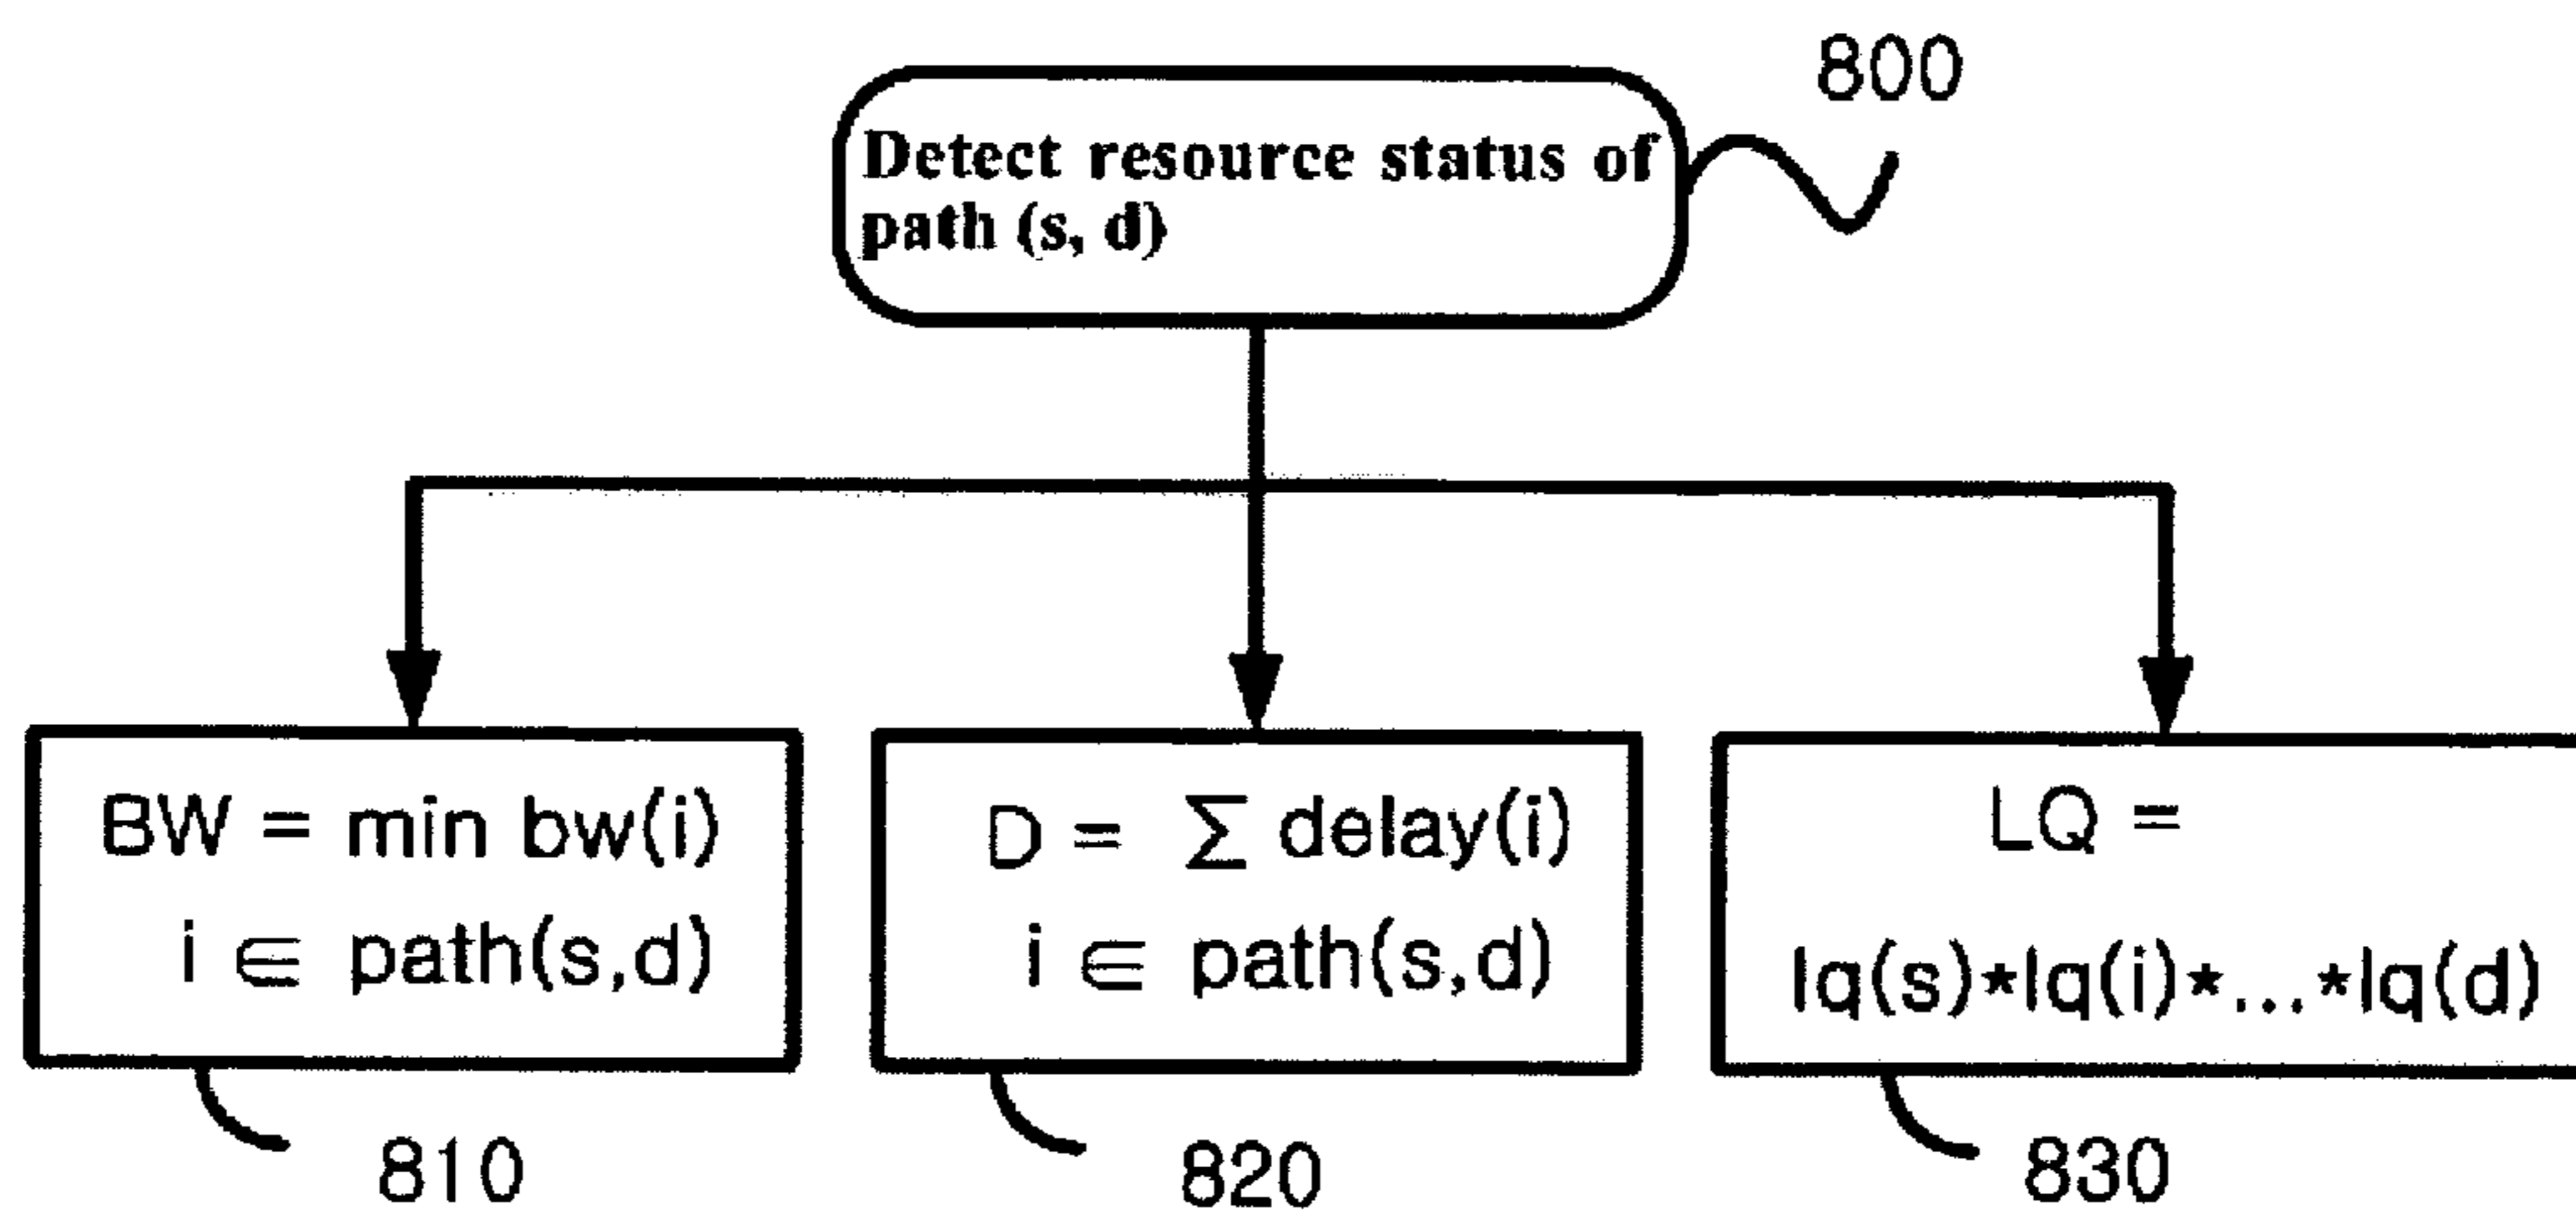 800
Detect resource status of
path (s, d)
BW = min bw(i)
i ∈ path(s,d)
D = ∑ delay(i)
i ∈ path(s,d)
LQ =
lq(s)*lq(i)*...*lq(d)
810
820
830